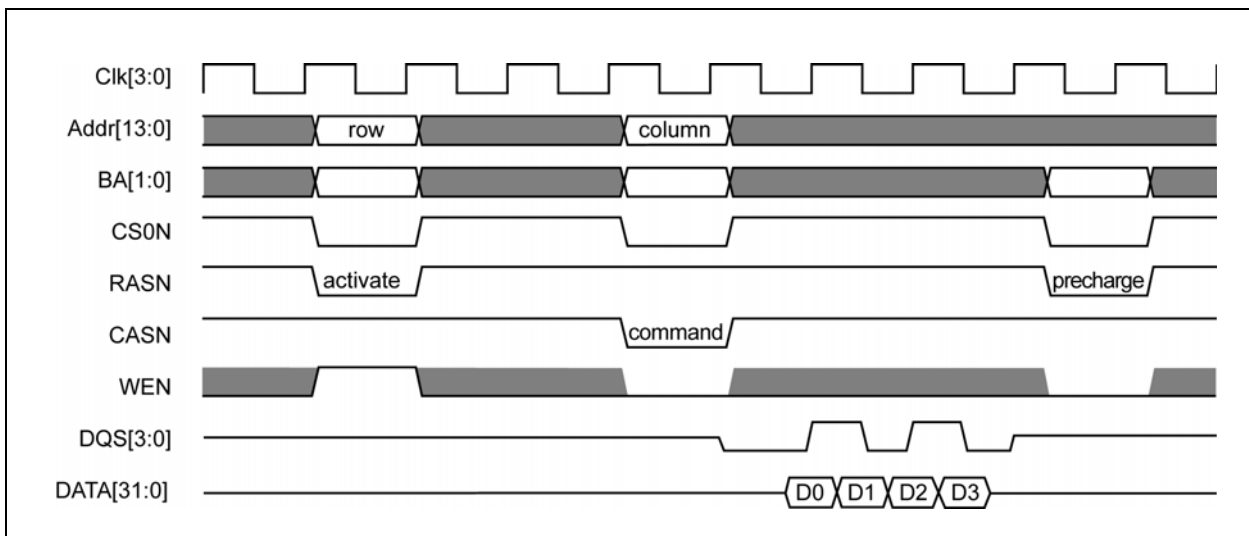 Clk[3:0]
Addr[13:0] row column
BA[1:0]
CS0N
RASN activate precharge
CASN command
WEN
DQS[3:0]
DATA[31:0] D0 D1 D2 D3